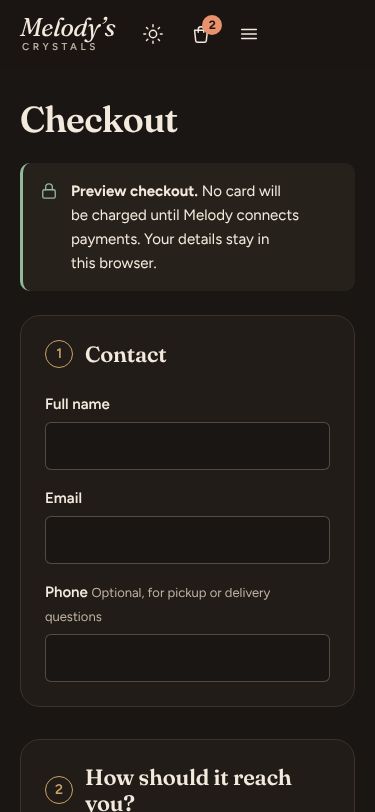 Melody's
CRYSTALS
2
Checkout
Preview checkout. No card will
be charged until Melody connects
payments. Your details stay in
this browser.
1 Contact
Full name
Email
Phone Optional, for pickup or delivery
questions
2 How should it reach
you?